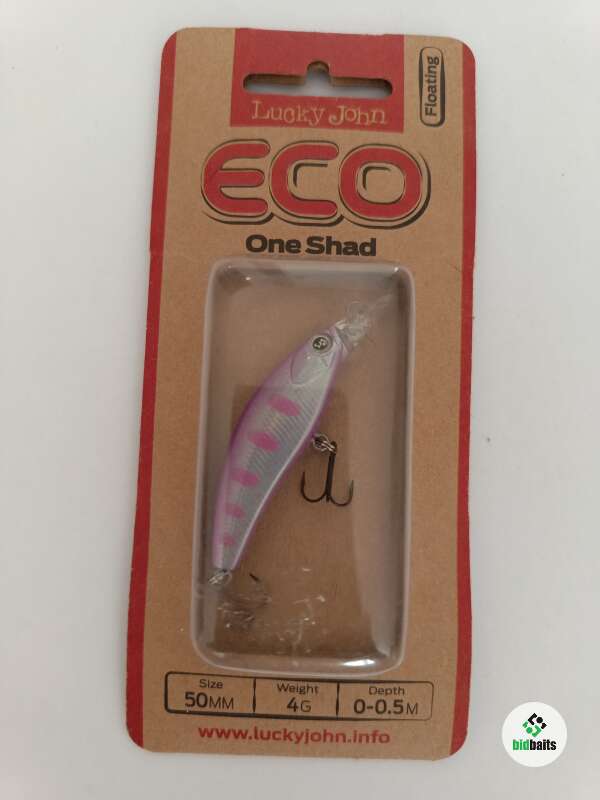 Lucky John
Floating
ECO
One Shad
Size
50MM
Weight
4G
Depth
0-0.5M
www.luckyjohn.info
bidbaits